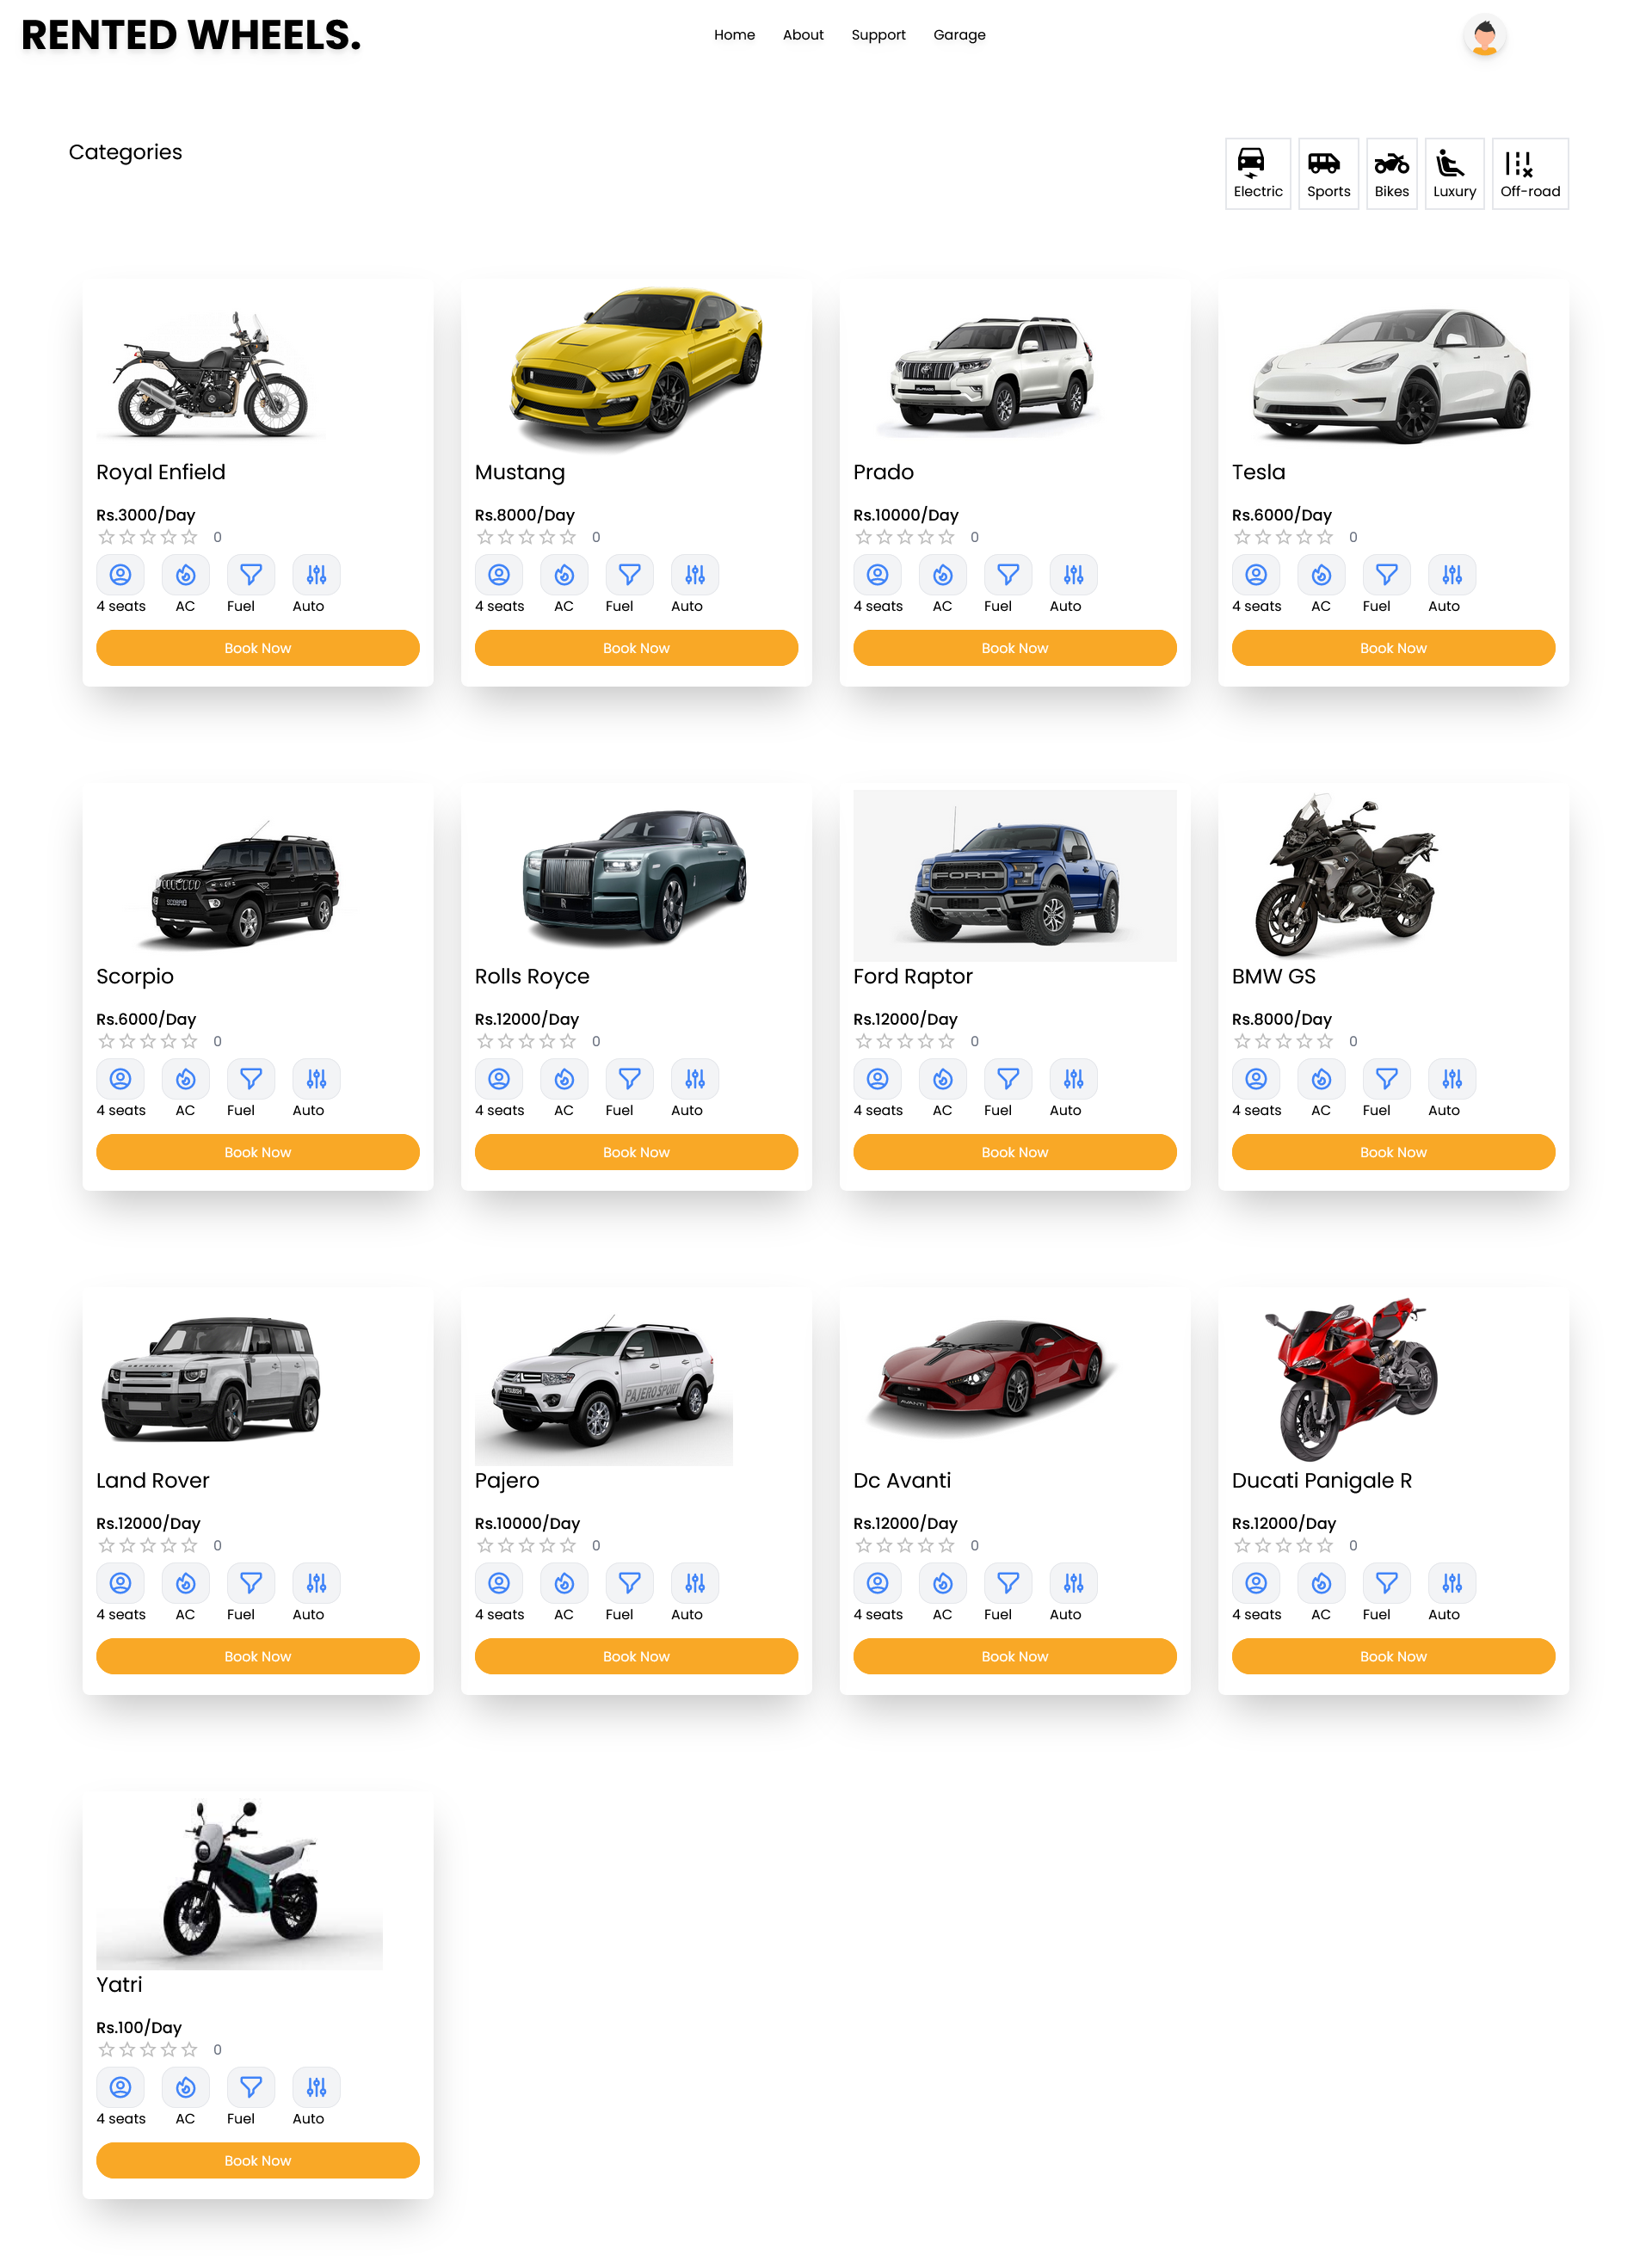 RENTED WHEELS.
Home About Support Garage
Categories
Electric Sports Bikes Luxury Off-road
Royal Enfield
Rs.3000/Day
0
4 seats AC Fuel Auto
Book Now
Mustang
Rs.8000/Day
0
4 seats AC Fuel Auto
Book Now
Prado
Rs.10000/Day
0
4 seats AC Fuel Auto
Book Now
Tesla
Rs.6000/Day
0
4 seats AC Fuel Auto
Book Now
SCORPIO
Scorpio
Rs.6000/Day
0
4 seats AC Fuel Auto
Book Now
Rolls Royce
Rs.12000/Day
0
4 seats AC Fuel Auto
Book Now
FORD
Ford Raptor
Rs.12000/Day
0
4 seats AC Fuel Auto
Book Now
BMW GS
Rs.8000/Day
0
4 seats AC Fuel Auto
Book Now
DEFENDER
Land Rover
Rs.12000/Day
0
4 seats AC Fuel Auto
Book Now
MITSUBISHI
PAJERO SPORT
Pajero
Rs.10000/Day
0
4 seats AC Fuel Auto
Book Now
AVANTI
Dc Avanti
Rs.12000/Day
0
4 seats AC Fuel Auto
Book Now
Ducati Panigale R
Rs.12000/Day
0
4 seats AC Fuel Auto
Book Now
Yatri
Rs.100/Day
0
4 seats AC Fuel Auto
Book Now